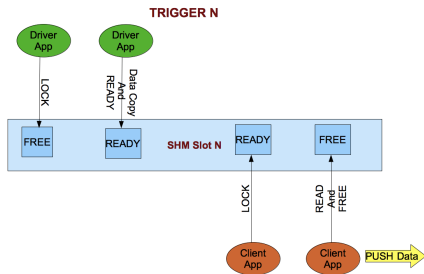 TRIGGER N
Driver
App
Driver
App
LOCK
Data Copy
And
READY
FREE
READY
SHM Slot N
READY
FREE
LOCK
READ
And
FREE
Client
App
Client
App
PUSH Data